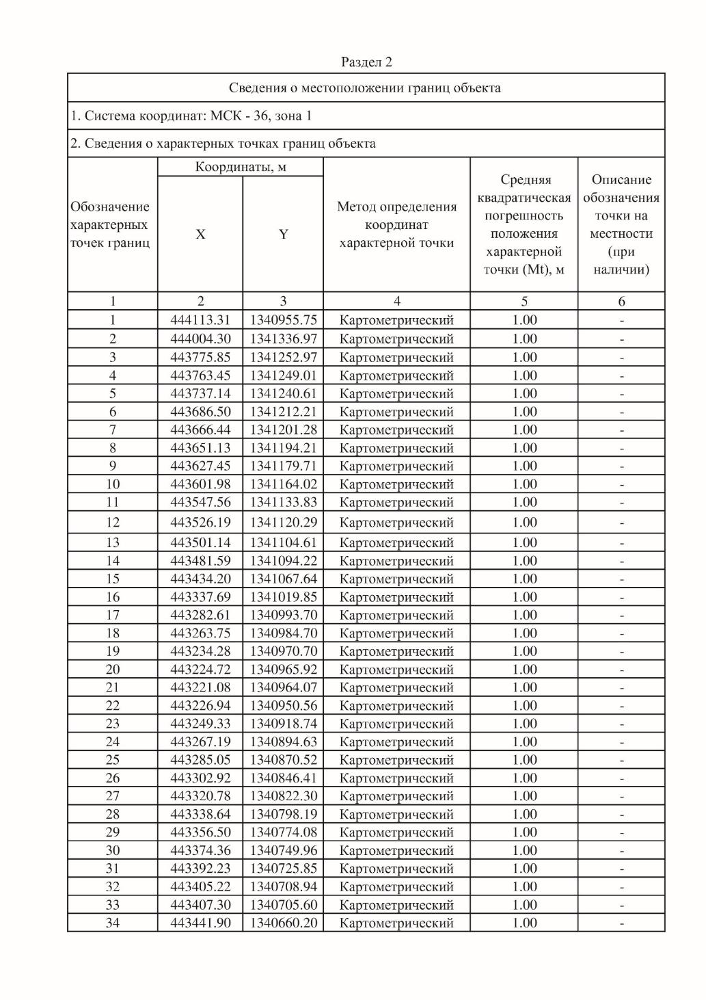 Раздел 2
Сведения о местоположении границ объекта
1. Система координат: МСК - 36, зона 1
2. Сведения о характерных точках границ объекта
Обозначение характерных точек границ
Координаты, м
X
Y
Метод определения координат характерной точки
Средняя квадратическая погрешность положения характерной точки (Mt), м
Описание обозначения точки на местности (при наличии)
1 2 3 4 5 6
1 444113.31 1340955.75 Картометрический 1.00 -
2 444004.30 1341336.97 Картометрический 1.00 -
3 443775.85 1341252.97 Картометрический 1.00 -
4 443763.45 1341249.01 Картометрический 1.00 -
5 443737.14 1341240.61 Картометрический 1.00 -
6 443686.50 1341212.21 Картометрический 1.00 -
7 443666.44 1341201.28 Картометрический 1.00 -
8 443651.13 1341194.21 Картометрический 1.00 -
9 443627.45 1341179.71 Картометрический 1.00 -
10 443601.98 1341164.02 Картометрический 1.00 -
11 443547.56 1341133.83 Картометрический 1.00 -
12 443526.19 1341120.29 Картометрический 1.00 -
13 443501.14 1341104.61 Картометрический 1.00 -
14 443481.59 1341094.22 Картометрический 1.00 -
15 443434.20 1341067.64 Картометрический 1.00 -
16 443337.69 1341019.85 Картометрический 1.00 -
17 443282.61 1340993.70 Картометрический 1.00 -
18 443263.75 1340984.70 Картометрический 1.00 -
19 443234.28 1340970.70 Картометрический 1.00 -
20 443224.72 1340965.92 Картометрический 1.00 -
21 443221.08 1340964.07 Картометрический 1.00 -
22 443226.94 1340950.56 Картометрический 1.00 -
23 443249.33 1340918.74 Картометрический 1.00 -
24 443267.19 1340894.63 Картометрический 1.00 -
25 443285.05 1340870.52 Картометрический 1.00 -
26 443302.92 1340846.41 Картометрический 1.00 -
27 443320.78 1340822.30 Картометрический 1.00 -
28 443338.64 1340798.19 Картометрический 1.00 -
29 443356.50 1340774.08 Картометрический 1.00 -
30 443374.36 1340749.96 Картометрический 1.00 -
31 443392.23 1340725.85 Картометрический 1.00 -
32 443405.22 1340708.94 Картометрический 1.00 -
33 443407.30 1340705.60 Картометрический 1.00 -
34 443441.90 1340660.20 Картометрический 1.00 -